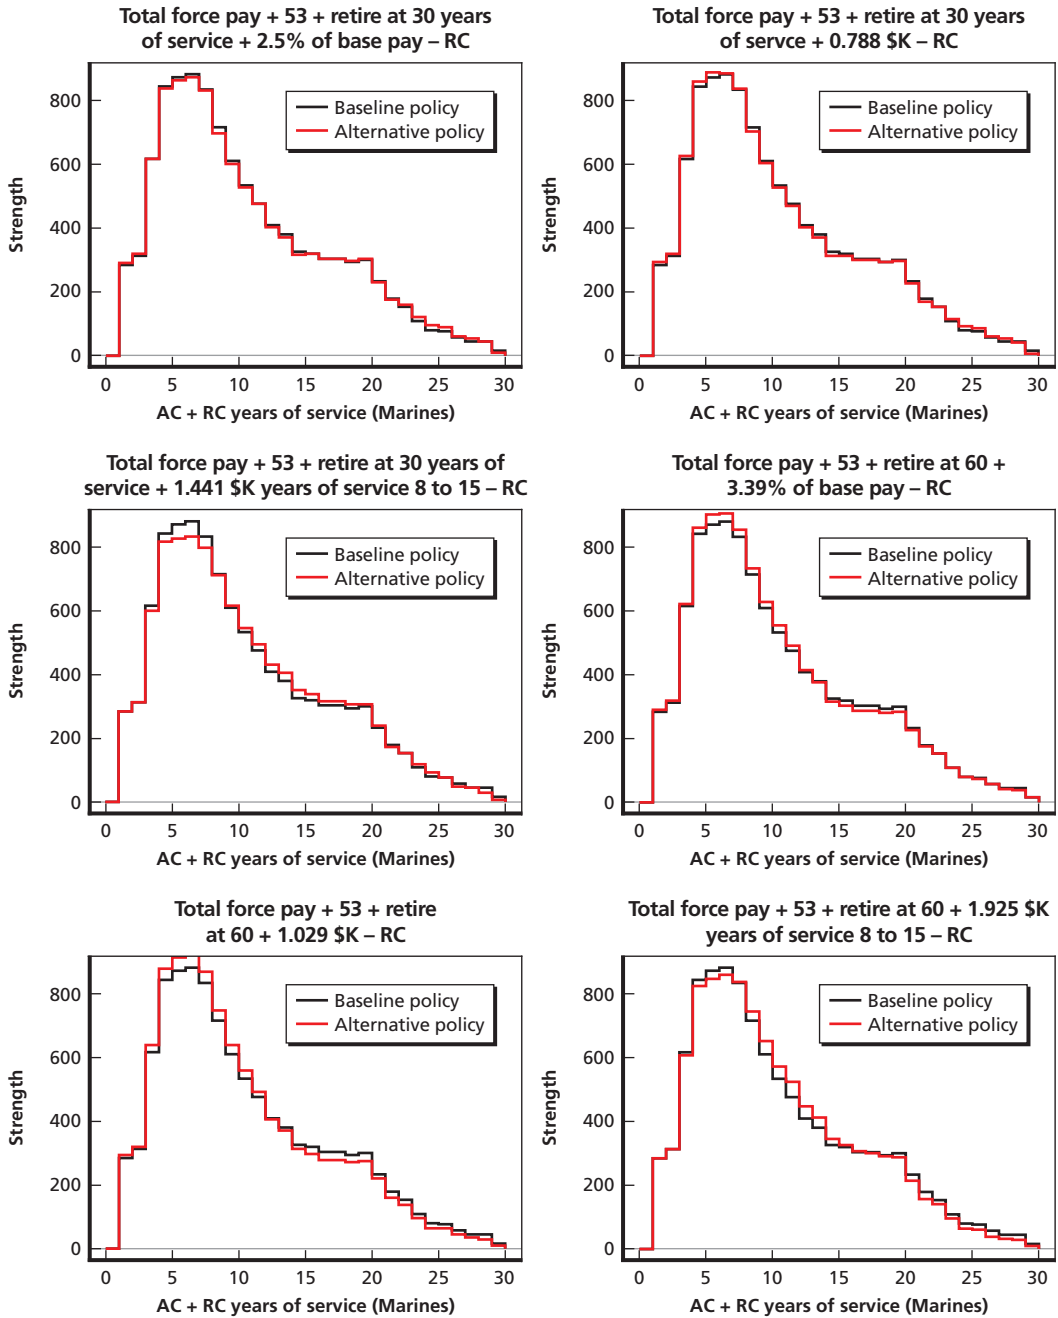 Total force pay + 53 + retire at 30 years
of service + 2.5% of base pay – RC
Strength
800
600
400
200
0
Baseline policy
Alternative policy
0 5 10 15 20 25 30
AC + RC years of service (Marines)
Total force pay + 53 + retire at 30 years
of servce + 0.788 $K – RC
Strength
800
600
400
200
0
Baseline policy
Alternative policy
0 5 10 15 20 25 30
AC + RC years of service (Marines)
Total force pay + 53 + retire at 30 years of
service + 1.441 $K years of service 8 to 15 – RC
Strength
800
600
400
200
0
Baseline policy
Alternative policy
0 5 10 15 20 25 30
AC + RC years of service (Marines)
Total force pay + 53 + retire at 60 +
3.39% of base pay – RC
Strength
800
600
400
200
0
Baseline policy
Alternative policy
0 5 10 15 20 25 30
AC + RC years of service (Marines)
Total force pay + 53 + retire
at 60 + 1.029 $K – RC
Strength
800
600
400
200
0
Baseline policy
Alternative policy
0 5 10 15 20 25 30
AC + RC years of service (Marines)
Total force pay + 53 + retire at 60 + 1.925 $K
years of service 8 to 15 – RC
Strength
800
600
400
200
0
Baseline policy
Alternative policy
0 5 10 15 20 25 30
AC + RC years of service (Marines)